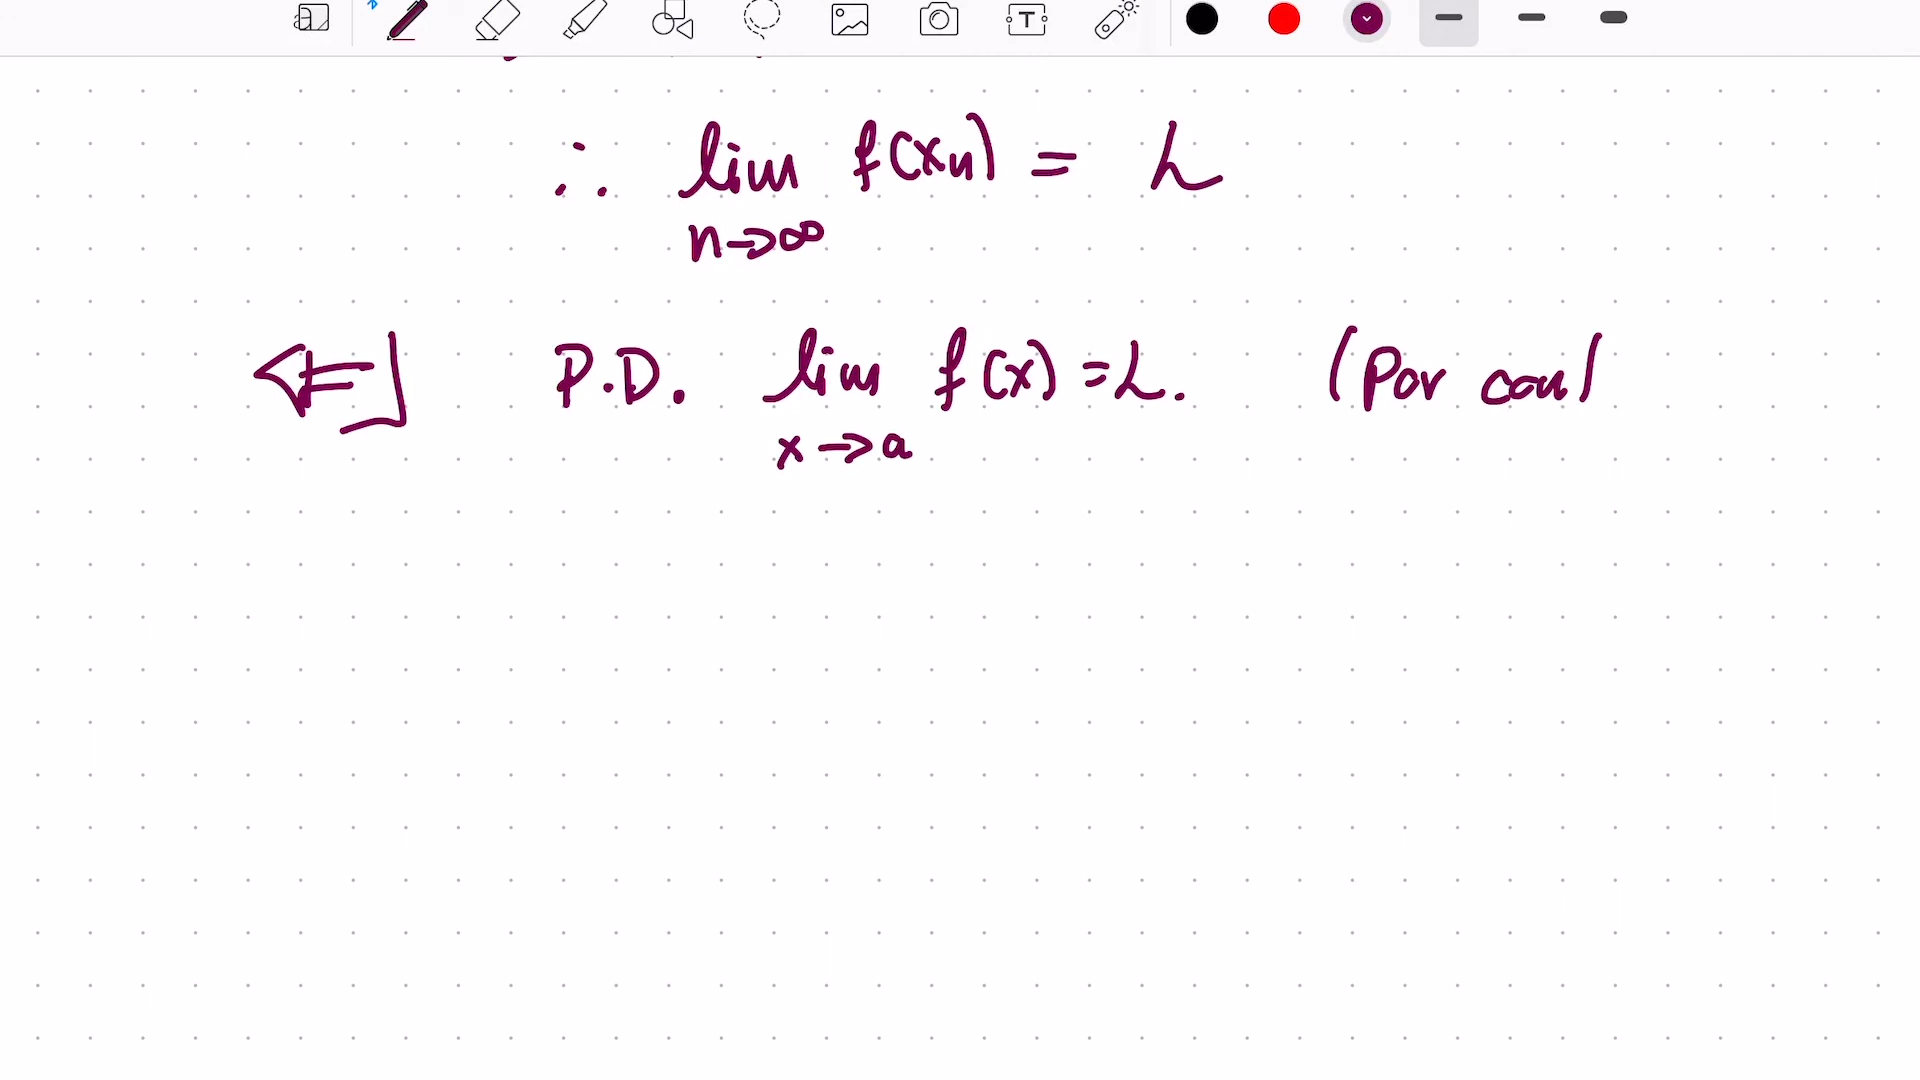 ∴ lim f(xn) = L
n→∞
⇐] P.D. lim f(x) = L. (Por con
x→a